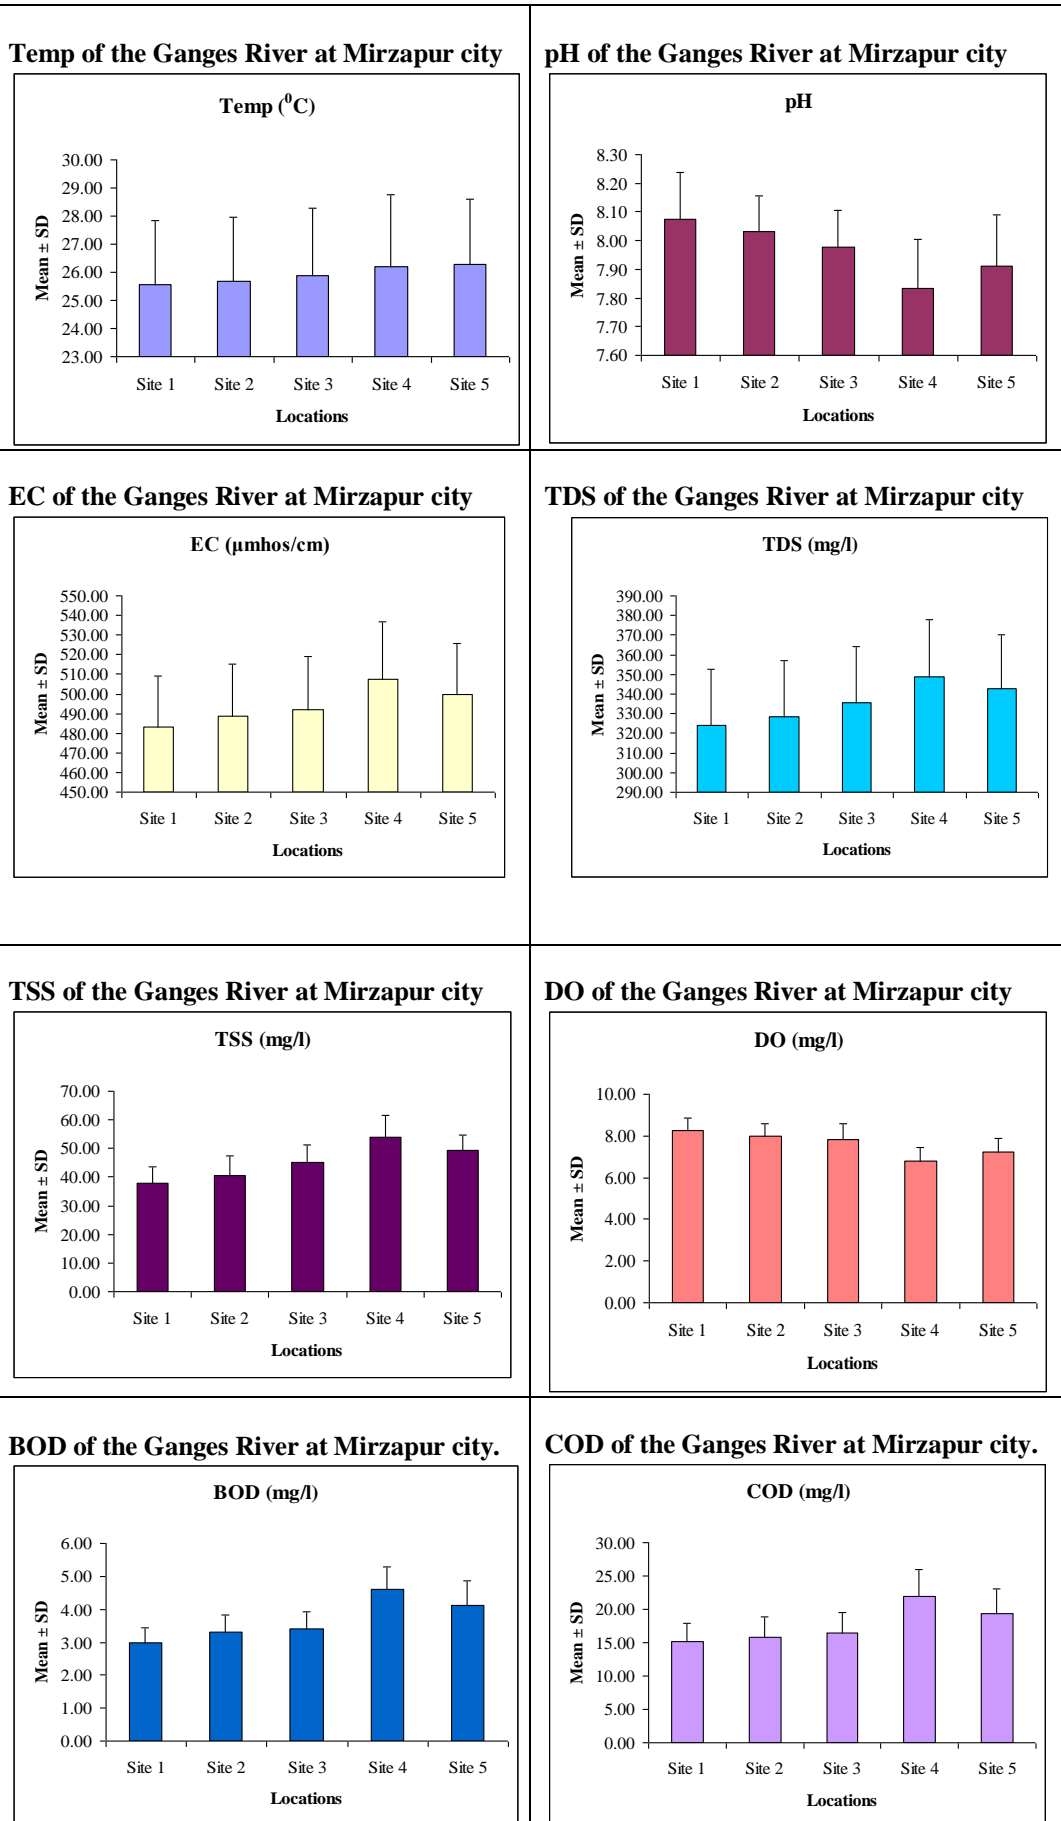 Temp of the Ganges River at Mirzapur city
Temp (⁰C)
Mean ± SD
30.00
29.00
28.00
27.00
26.00
25.00
24.00
23.00
Site 1 Site 2 Site 3 Site 4 Site 5
Locations
pH of the Ganges River at Mirzapur city
pH
Mean ± SD
8.30
8.20
8.10
8.00
7.90
7.80
7.70
7.60
Site 1 Site 2 Site 3 Site 4 Site 5
Locations
EC of the Ganges River at Mirzapur city
EC (µmhos/cm)
Mean ± SD
550.00
540.00
530.00
520.00
510.00
500.00
490.00
480.00
470.00
460.00
450.00
Site 1 Site 2 Site 3 Site 4 Site 5
Locations
TDS of the Ganges River at Mirzapur city
TDS (mg/l)
Mean ± SD
390.00
380.00
370.00
360.00
350.00
340.00
330.00
320.00
310.00
300.00
290.00
Site 1 Site 2 Site 3 Site 4 Site 5
Locations
TSS of the Ganges River at Mirzapur city
TSS (mg/l)
Mean ± SD
70.00
60.00
50.00
40.00
30.00
20.00
10.00
0.00
Site 1 Site 2 Site 3 Site 4 Site 5
Locations
DO of the Ganges River at Mirzapur city
DO (mg/l)
Mean ± SD
10.00
8.00
6.00
4.00
2.00
0.00
Site 1 Site 2 Site 3 Site 4 Site 5
Locations
BOD of the Ganges River at Mirzapur city.
BOD (mg/l)
Mean ± SD
6.00
5.00
4.00
3.00
2.00
1.00
0.00
Site 1 Site 2 Site 3 Site 4 Site 5
Locations
COD of the Ganges River at Mirzapur city.
COD (mg/l)
Mean ± SD
30.00
25.00
20.00
15.00
10.00
5.00
0.00
Site 1 Site 2 Site 3 Site 4 Site 5
Locations